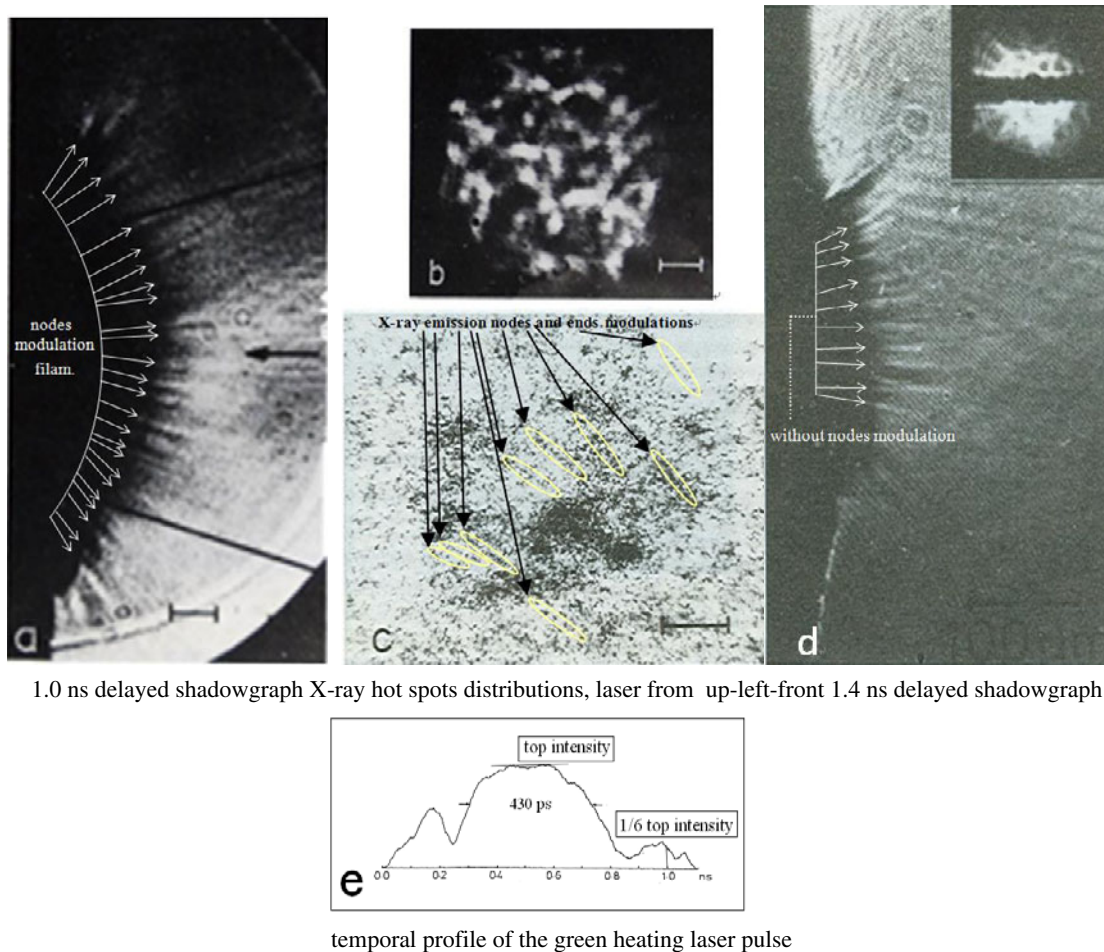 a
nodes
modulation
filam.
b
X-ray emission nodes and ends. modulations
c
d
without nodes modulation
1.0 ns delayed shadowgraph X-ray hot spots distributions, laser from up-left-front 1.4 ns delayed shadowgraph
top intensity
430 ps
1/6 top intensity
e
0.0 0.2 0.4 0.6 0.8 1.0 ns
temporal profile of the green heating laser pulse